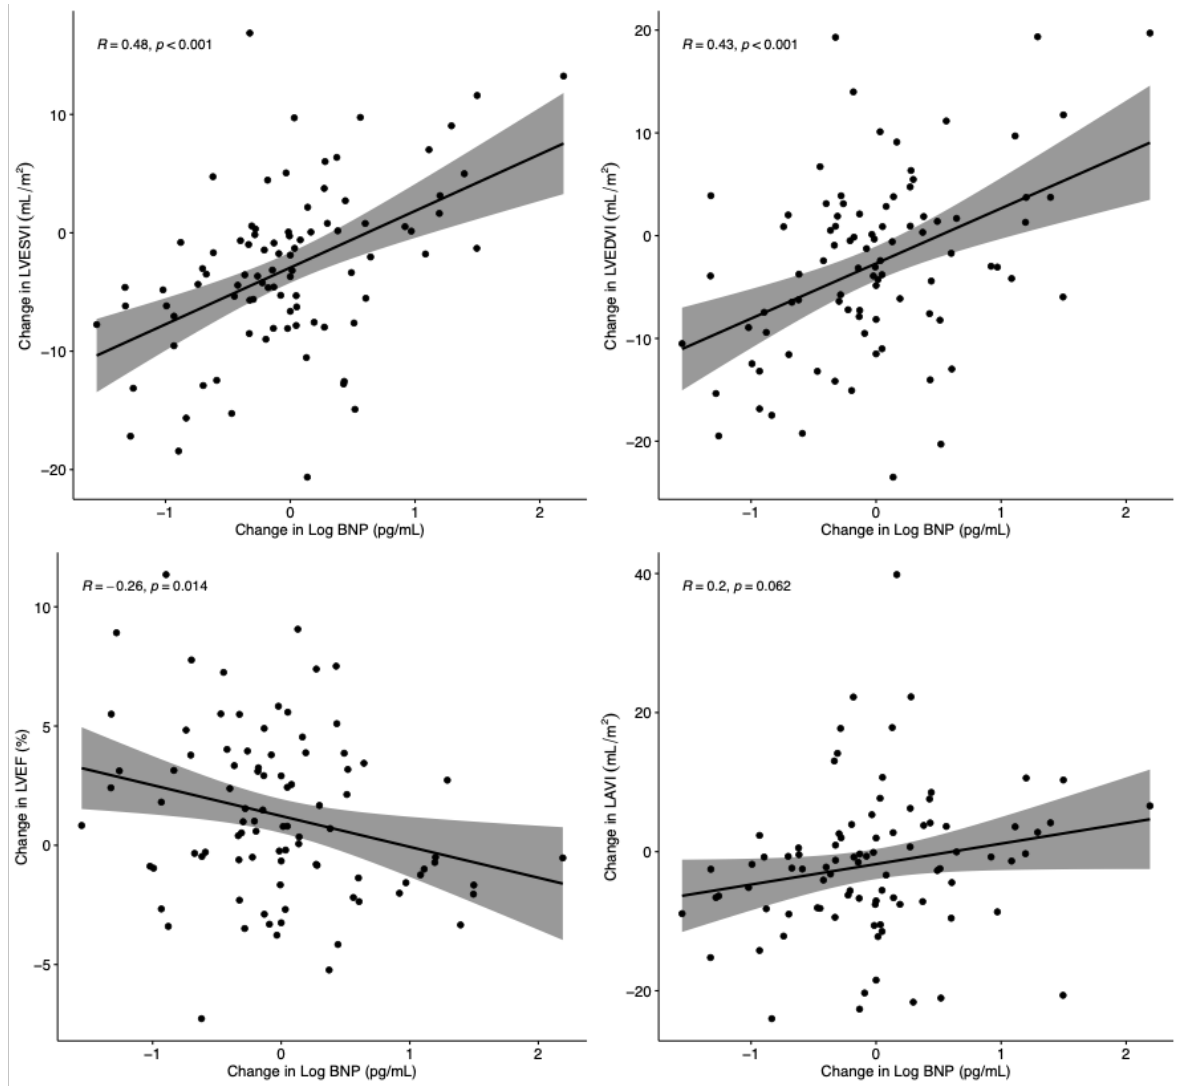 R = 0.48, p < 0.001
Change in LVESVI (mL/m²)
10
0
−10
−20
−1
0
1
2
Change in Log BNP (pg/mL)
R = 0.43, p < 0.001
Change in LVEDVI (mL/m²)
20
10
0
−10
−20
−1
0
1
2
Change in Log BNP (pg/mL)
R = −0.26, p = 0.014
Change in LVEF (%)
10
5
0
−5
−1
0
1
2
Change in Log BNP (pg/mL)
R = 0.2, p = 0.062
Change in LAVI (mL/m²)
40
20
0
−20
−1
0
1
2
Change in Log BNP (pg/mL)